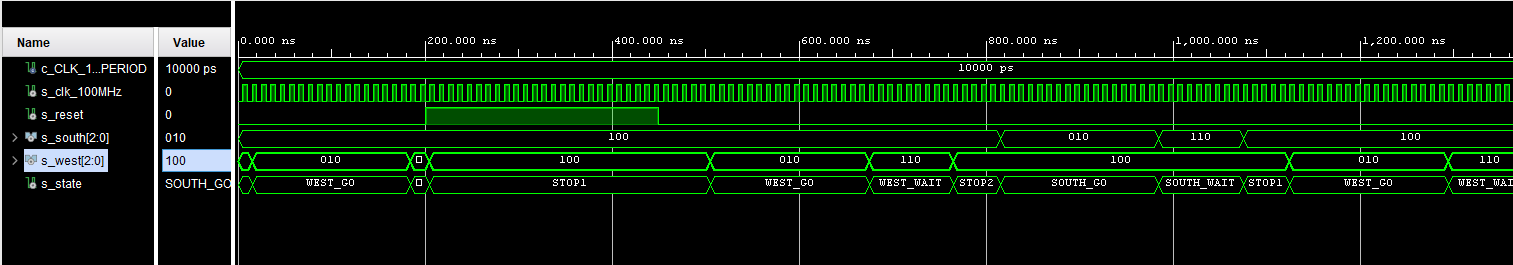 Name Value 0.000 ns 200.000 ns 400.000 ns 600.000 ns 800.000 ns 1,000.000 ns 1,200.000 ns
c_CLK_1...PERIOD 10000 ps 10000 ps
s_clk_100MHz 0
s_reset 0
s_south[2:0] 010 100 010 110 100
s_west[2:0] 100 010 100 010 110 100 010 110
s_state SOUTH_GO WEST_GO STOP1 WEST_GO WEST_WAIT STOP2 SOUTH_GO SOUTH_WAIT STOP1 WEST_GO WEST_WAI